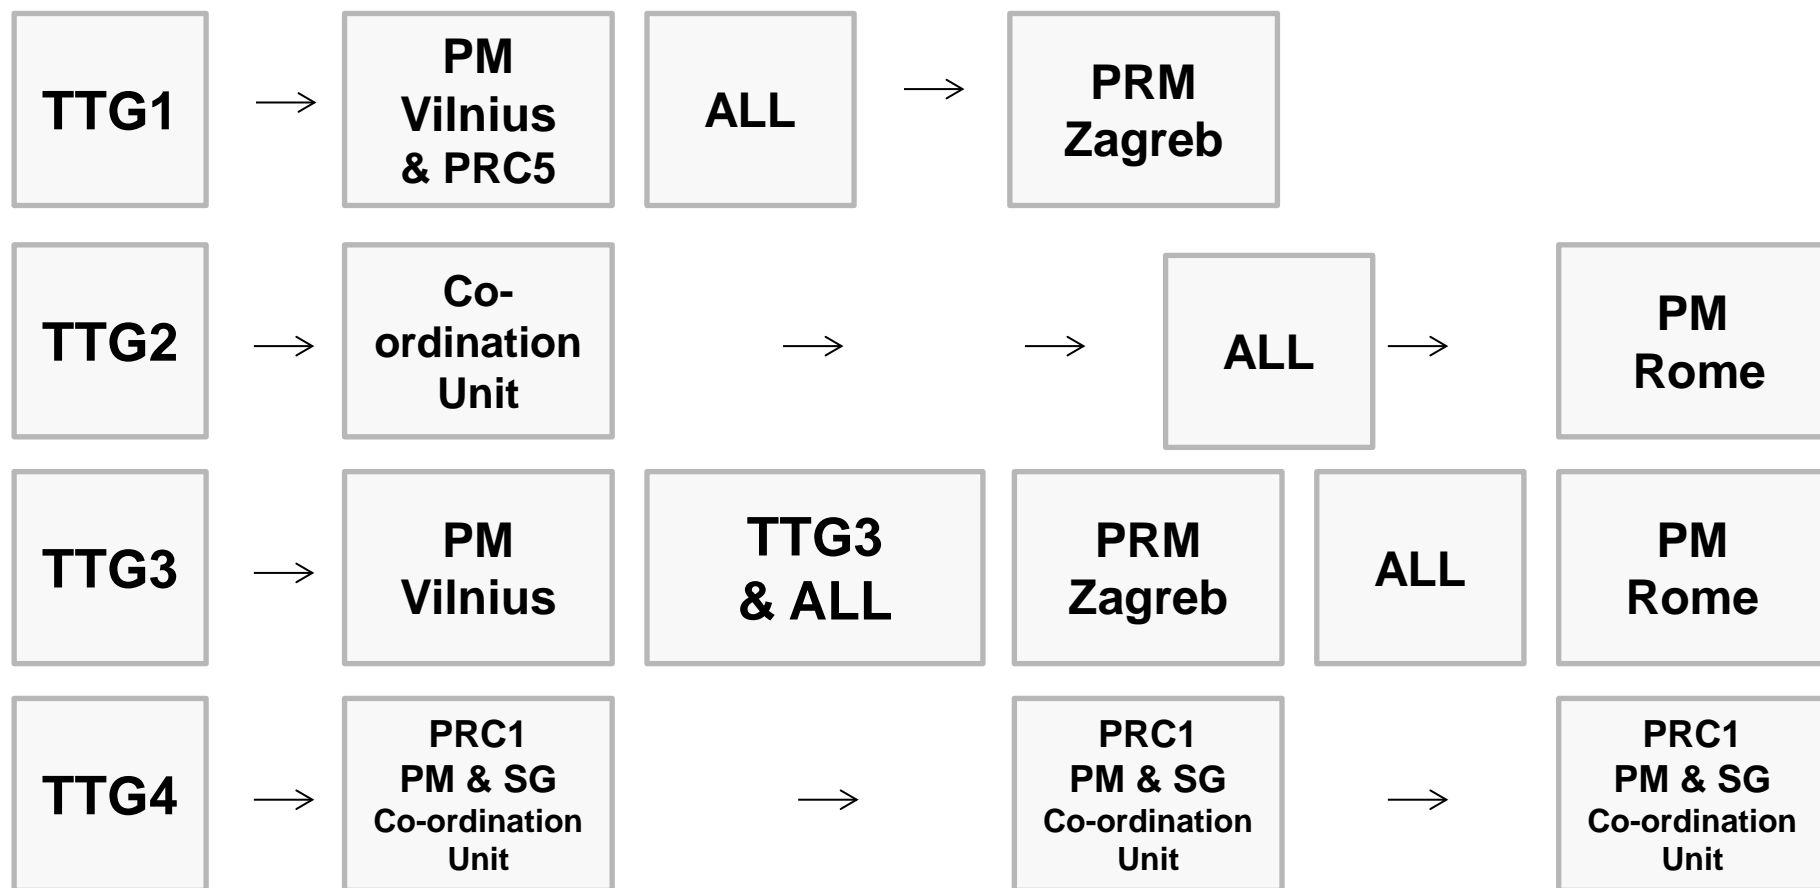 TTG1
PM
Vilnius
& PRC5
ALL
PRM
Zagreb
TTG2
Co-
ordination
Unit
ALL
PM
Rome
TTG3
PM
Vilnius
TTG3
& ALL
PRM
Zagreb
ALL
PM
Rome
TTG4
PRC1
PM & SG
Co-ordination
Unit
PRC1
PM & SG
Co-ordination
Unit
PRC1
PM & SG
Co-ordination
Unit